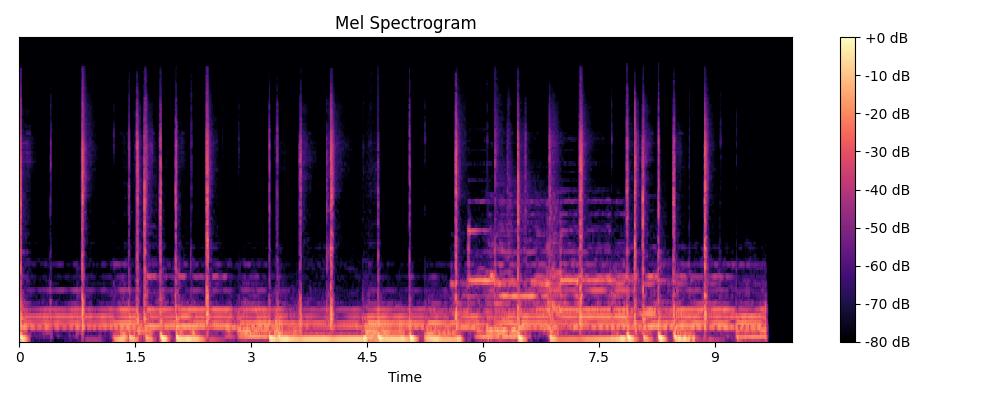 Mel Spectrogram
+0 dB
-10 dB
-20 dB
-30 dB
-40 dB
-50 dB
-60 dB
-70 dB
-80 dB
0 1.5 3 4.5 6 7.5 9
Time